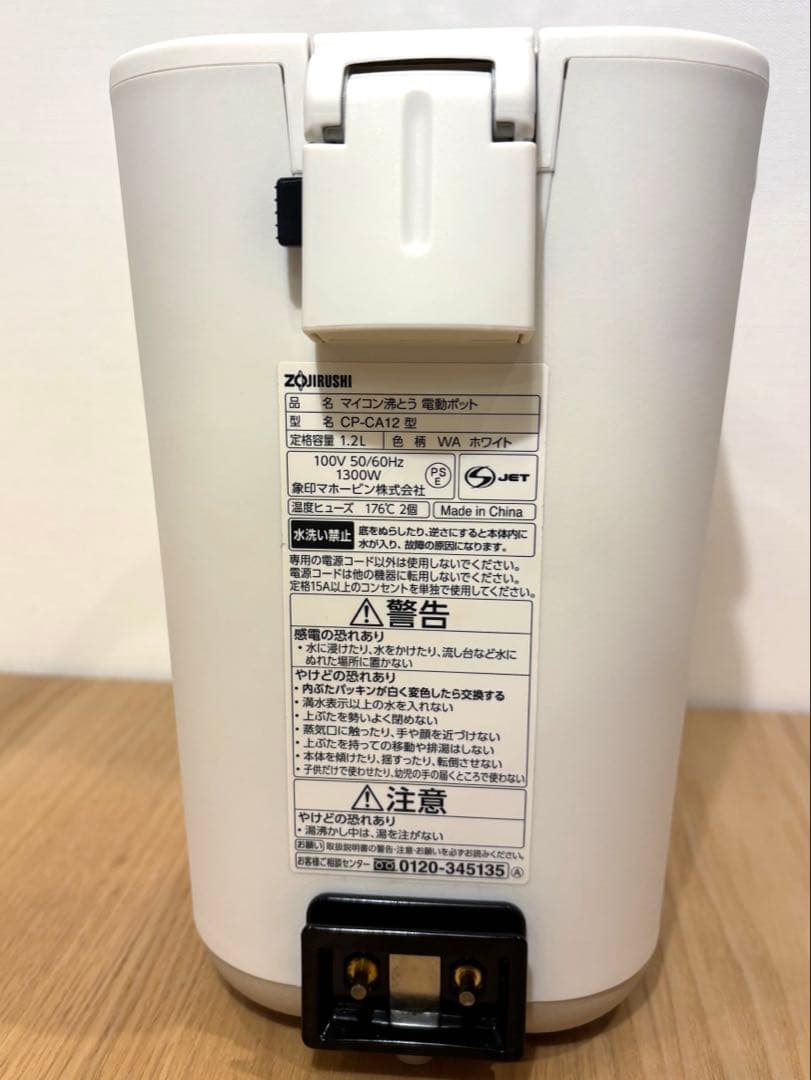 ZOJIRUSHI
品 名 マイコン沸とう 電動ポット
型 名 CP-CA12 型
定格容量 1.2L 色 柄 WA ホワイト
100V 50/60Hz
1300W
象印マホービン株式会社
PS
E
S JET
温度ヒューズ 176℃ 2個 Made in China
水洗い禁止 底をぬらしたり、逆さにすると本体内に
水が入り、故障の原因になります。
専用の電源コード以外は使用しないでください。
電源コードは他の機器に転用しないでください。
定格15A以上のコンセントを単独で使用してください。
⚠警告
感電の恐れあり
・水に浸けたり、水をかけたり、流し台など水に
ぬれた場所に置かない
やけどの恐れあり
・内ぶたパッキンが白く変色したら交換する
・満水表示以上の水を入れない
・上ぶたを勢いよく閉めない
・蒸気口に触ったり、手や顔を近づけない
・上ぶたを持っての移動や排湯はしない
・本体を傾けたり、揺すったり、転倒させない
・子供だけで使わせたり、幼児の手の届くところで使わない
⚠注意
やけどの恐れあり
・湯沸かし中は、湯を注がない
お願い 取扱説明書の警告・注意・お願いを必ずお読みください。
お客様ご相談センター 0120-345135 Ⓐ